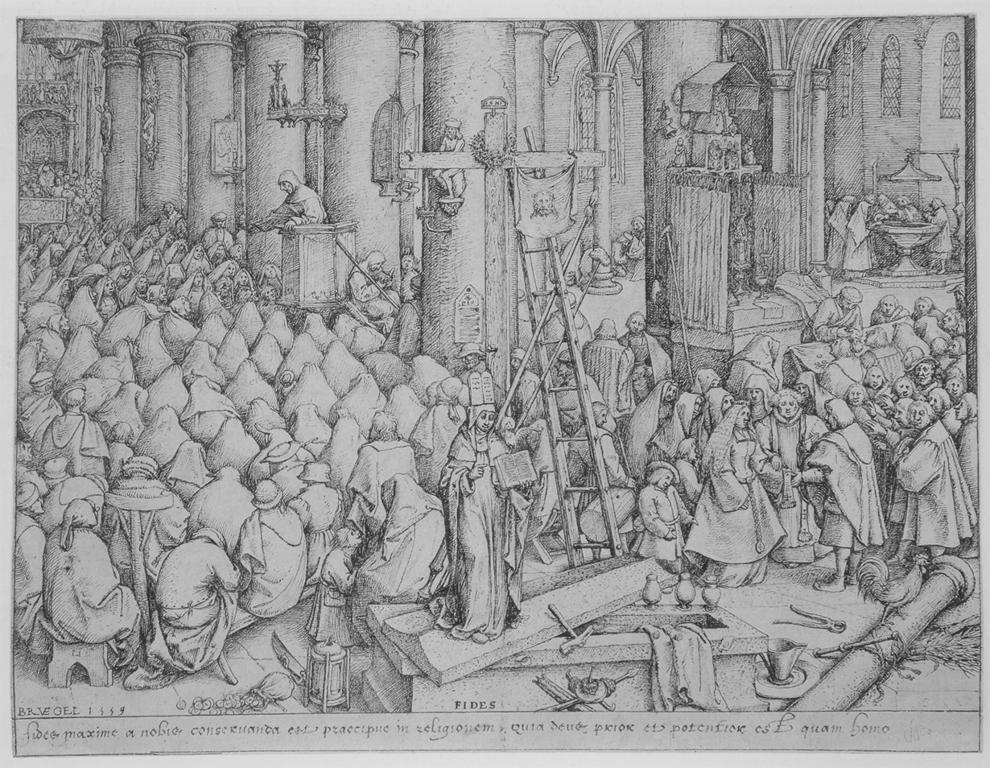 INRI
BRVEGEL 1559
FIDES
fides maxime a nobis conseruanda est praecipue in religionem, quia deus prior et potentior est quam homo